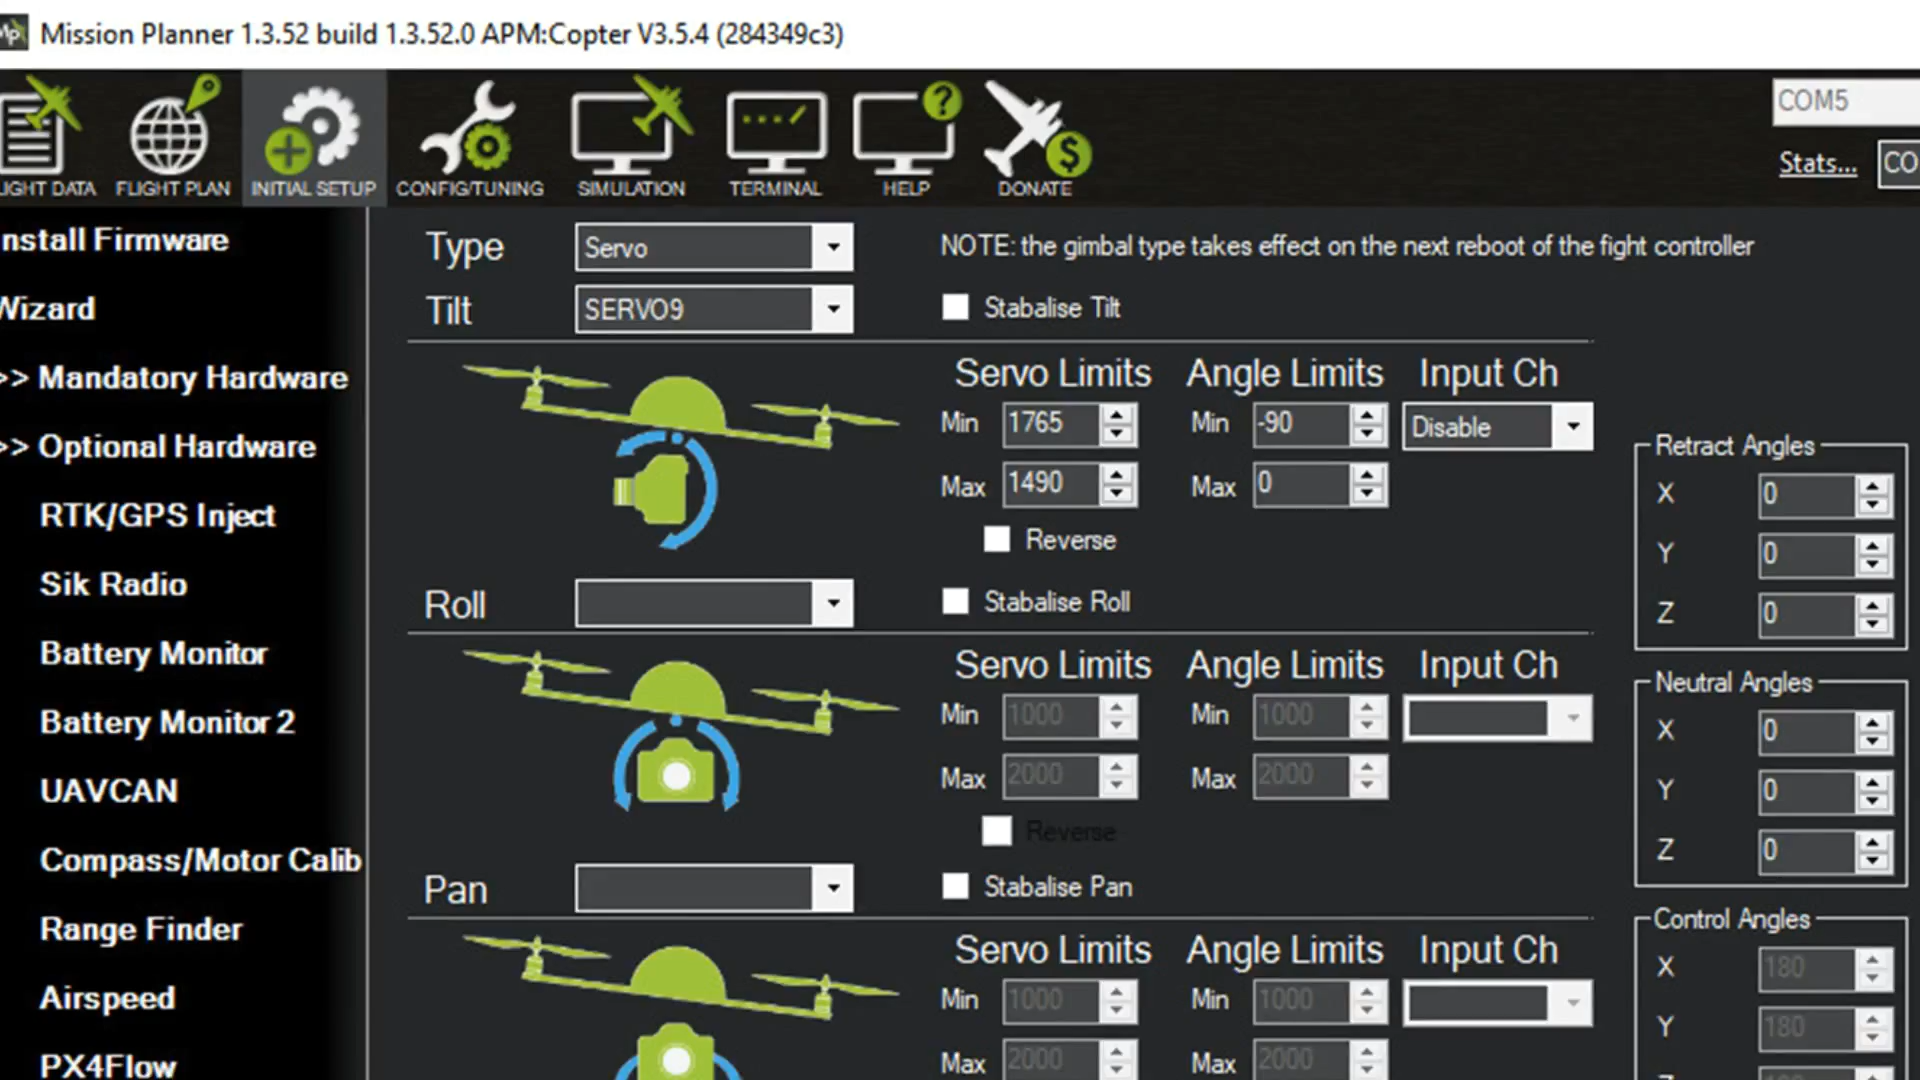 Mission Planner 1.3.52 build 1.3.52.0 APM:Copter V3.5.4 (284349c3)
COM5
IGHT DATA FLIGHT PLAN INITIAL SETUP CONFIG/TUNING SIMULATION TERMINAL HELP DONATE
Stats... CO
nstall Firmware
Wizard
>> Mandatory Hardware
>> Optional Hardware
RTK/GPS Inject
Sik Radio
Battery Monitor
Battery Monitor 2
UAVCAN
Compass/Motor Calib
Range Finder
Airspeed
PX4Flow
Type Servo NOTE: the gimbal type takes effect on the next reboot of the fight controller
Tilt SERVO9 Stabalise Tilt
Servo Limits Angle Limits Input Ch
Min 1765 Min -90 Disable
Max 1490 Max 0
Reverse
Roll Stabalise Roll
Servo Limits Angle Limits Input Ch
Min 1000 Min 1000
Max 2000 Max 2000
Reverse
Pan Stabalise Pan
Servo Limits Angle Limits Input Ch
Min 1000 Min 1000
Max 2000 Max 2000
Retract Angles
X 0
Y 0
Z 0
Neutral Angles
X 0
Y 0
Z 0
Control Angles
X 180
Y 180